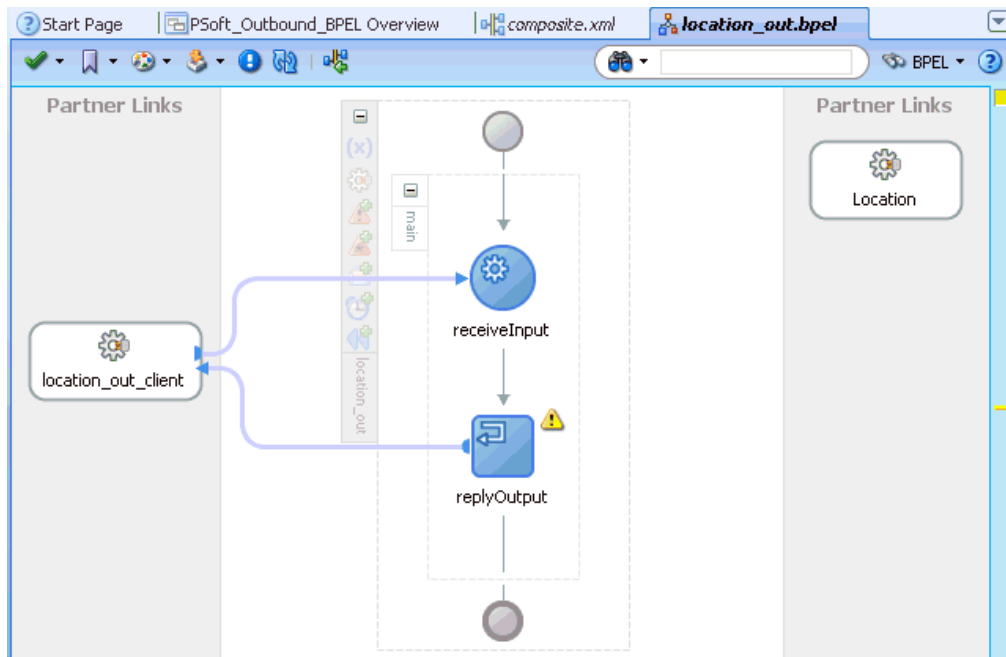 Start Page
PSoft_Outbound_BPEL Overview
composite.xml
location_out.bpel
BPEL
Partner Links
Partner Links
(x)
main
Location
receiveInput
location_out_client
location_out
replyOutput